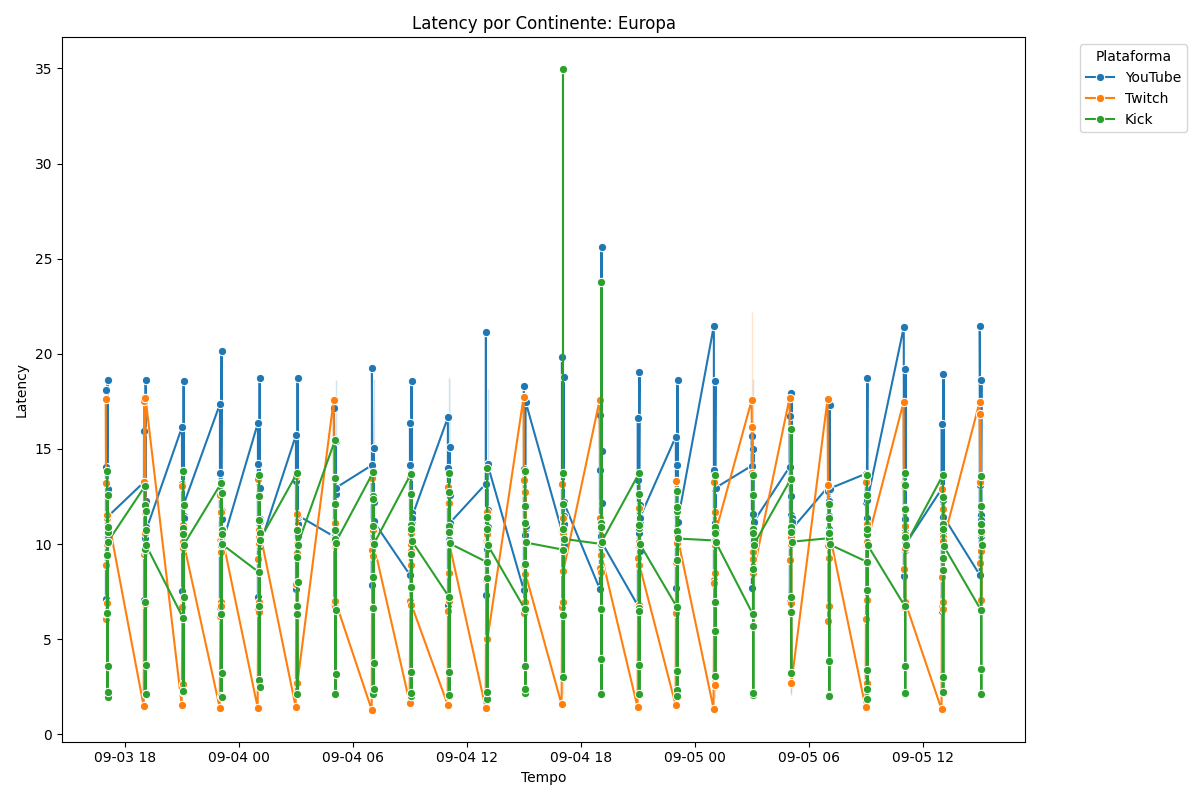 Latency por Continente: Europa
Plataforma
YouTube
Twitch
Kick
Latency
35
30
25
20
15
10
5
0
09-03 18
09-04 00
09-04 06
09-04 12
09-04 18
09-05 00
09-05 06
09-05 12
Tempo